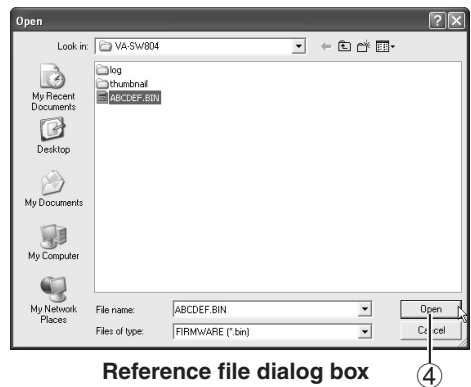 Open
Look in: VA-SW804
log
thumbnail
ABCDEF.BIN
My Recent
Documents
Desktop
My Documents
My Computer
My Network
Places
File name: ABCDEF.BIN Open
Files of type: FIRMWARE (*.bin) Cancel
Reference file dialog box
④